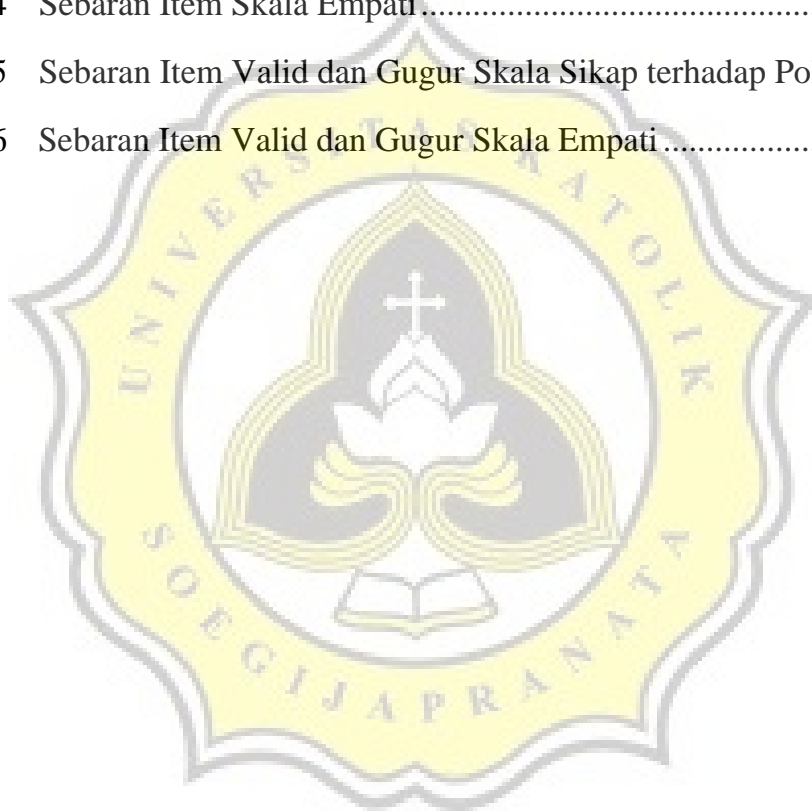 4 Sebaran Item Skala Empati............................................
5 Sebaran Item Valid dan Gugur Skala Sikap terhadap Po
6 Sebaran Item Valid dan Gugur Skala Empati.................
UNIVERSITAS KATOLIK
SOEGIJAPRANATA